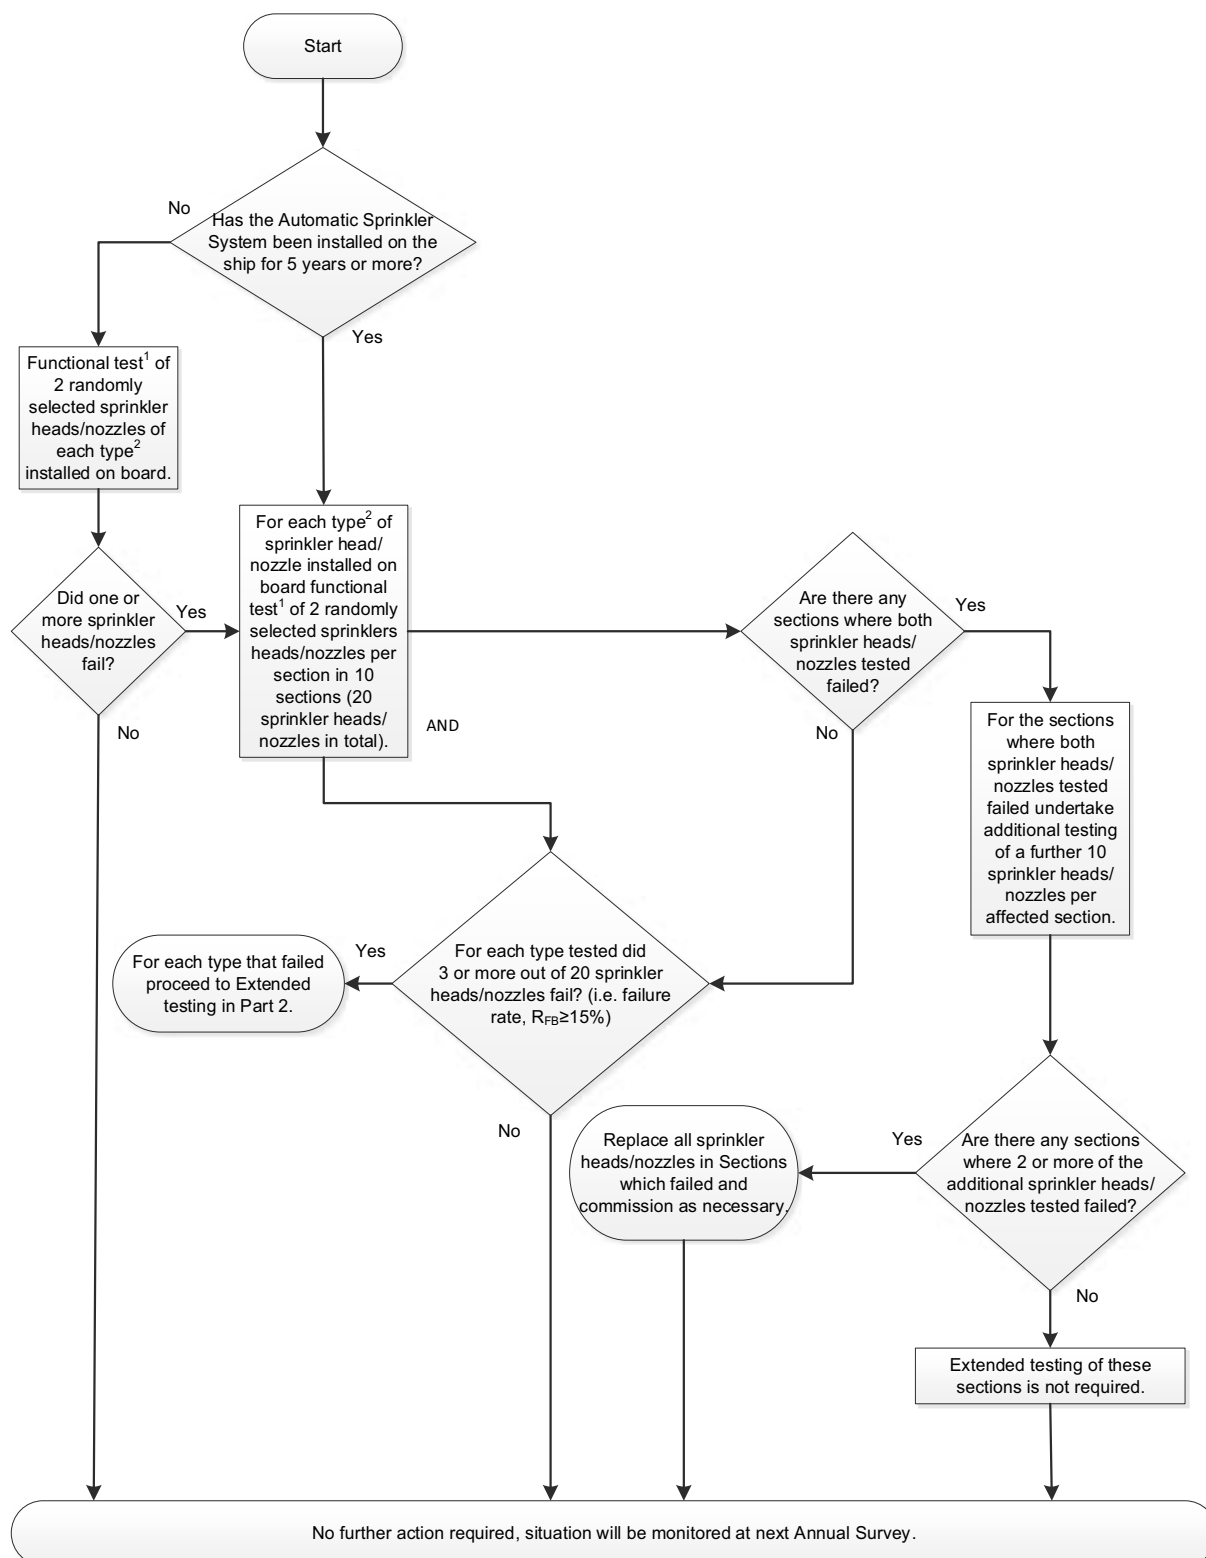 Start
No
Has the Automatic Sprinkler
System been installed on the
ship for 5 years or more?
Yes
Functional test1 of
2 randomly
selected sprinkler
heads/nozzles of
each type2
installed on board.
For each type2 of
sprinkler head/
nozzle installed on
board functional
test1 of 2 randomly
selected sprinklers
heads/nozzles per
section in 10
sections (20
sprinkler heads/
nozzles in total).
Did one or
more sprinkler
heads/nozzles
fail?
Yes
No
AND
Are there any
sections where both
sprinkler heads/
nozzles tested
failed?
Yes
No
For the sections
where both
sprinkler heads/
nozzles tested
failed undertake
additional testing
of a further 10
sprinkler heads/
nozzles per
affected section.
For each type that failed
proceed to Extended
testing in Part 2.
Yes
For each type tested did
3 or more out of 20 sprinkler
heads/nozzles fail? (i.e. failure
rate, RFB≥15%)
No
Replace all sprinkler
heads/nozzles in Sections
which failed and
commission as necessary.
Yes
Are there any sections
where 2 or more of the
additional sprinkler heads/
nozzles tested failed?
No
Extended testing of these
sections is not required.
No further action required, situation will be monitored at next Annual Survey.